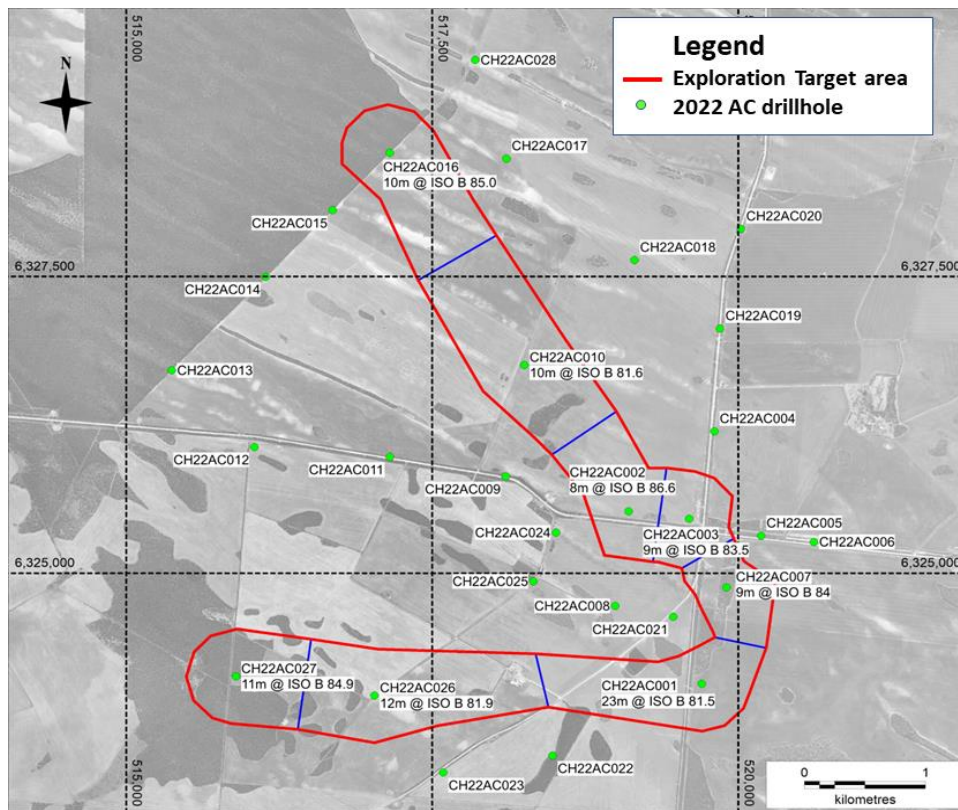 515,000
517,500
Legend
Exploration Target area
2022 AC drillhole
N
CH22AC028
CH22AC017
CH22AC016
10m @ ISO B 85.0
CH22AC015
CH22AC020
CH22AC018
6,327,500
6,327,500
CH22AC014
CH22AC019
CH22AC010
10m @ ISO B 81.6
CH22AC013
CH22AC004
CH22AC012
CH22AC011
CH22AC009
CH22AC002
8m @ ISO B 86.6
CH22AC024
CH22AC003
9m @ ISO B 83.5
CH22AC005
CH22AC006
6,325,000
6,325,000
CH22AC025
CH22AC007
9m @ ISO B 84
CH22AC008
CH22AC021
CH22AC027
11m @ ISO B 84.9
CH22AC026
12m @ ISO B 81.9
CH22AC001
23m @ ISO B 81.5
CH22AC022
CH22AC023
515,000
520,000
0 1
kilometres